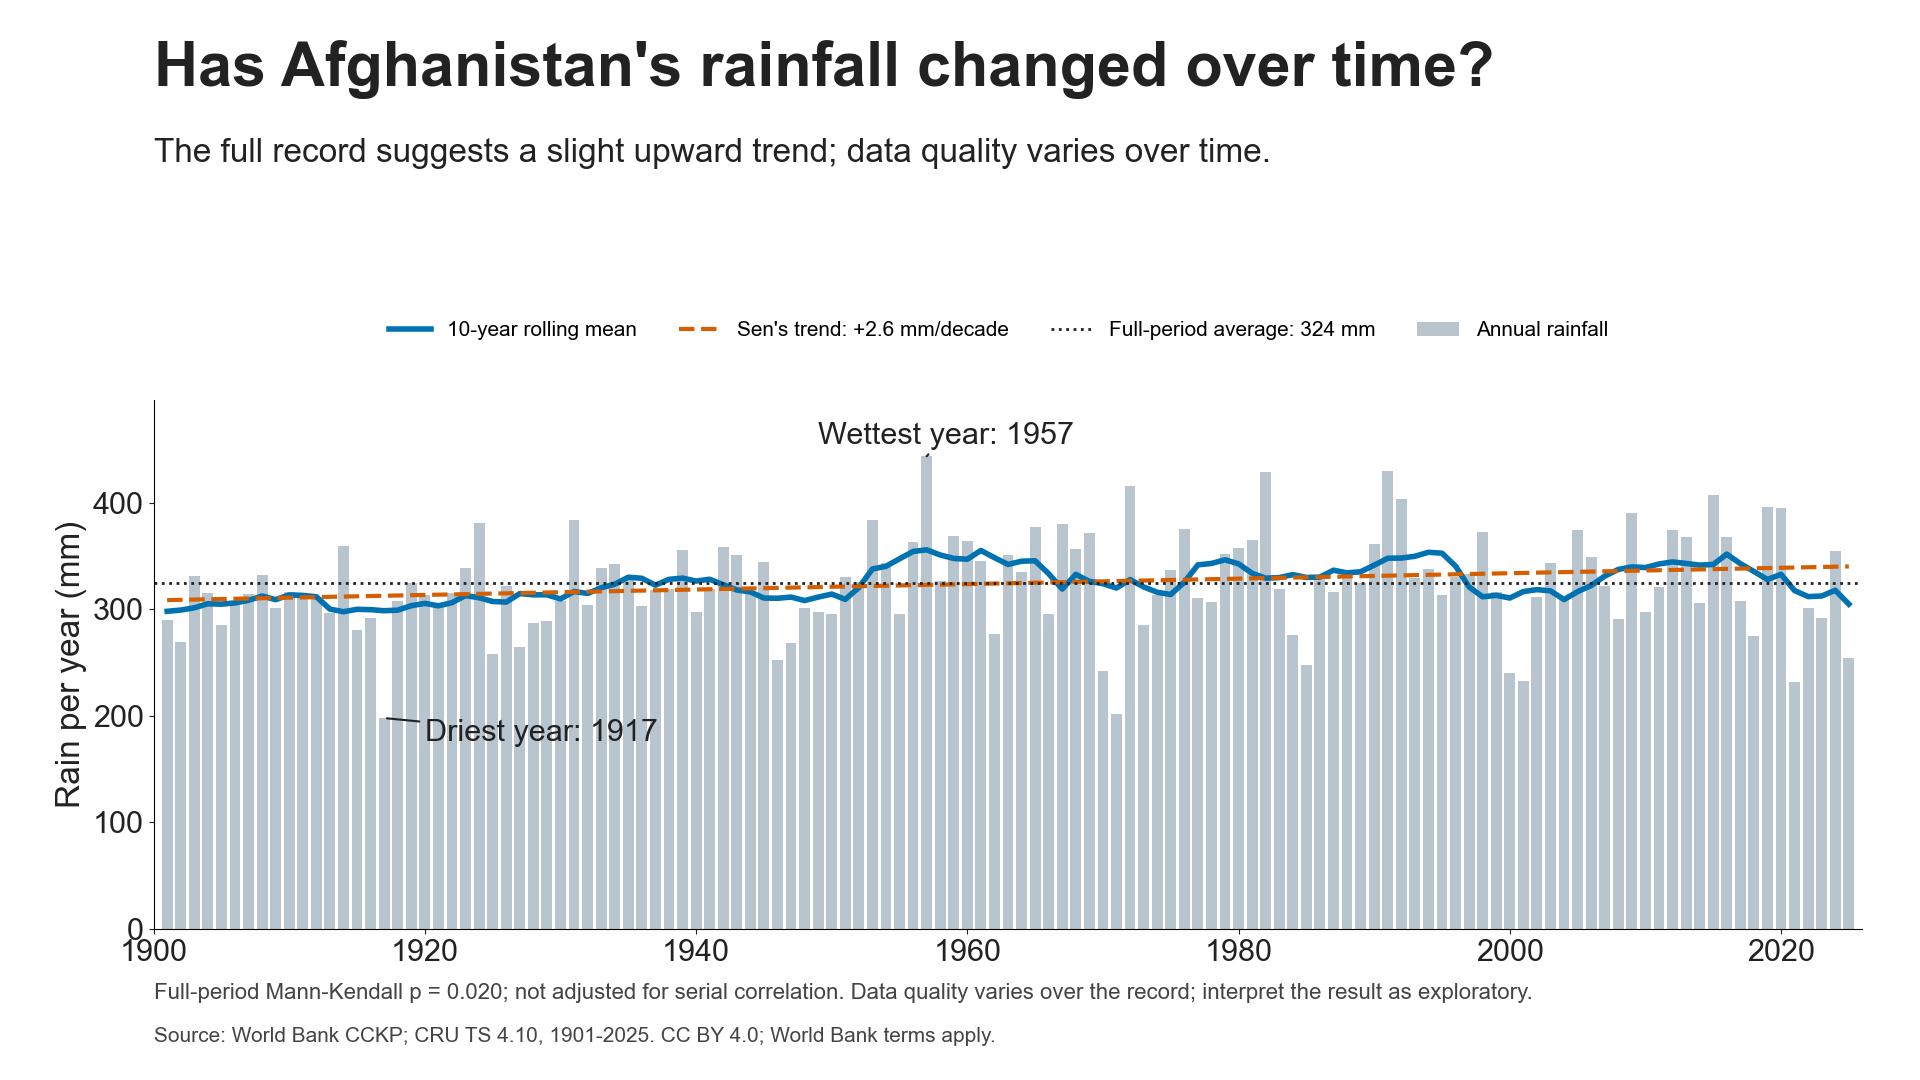 Has Afghanistan's rainfall changed over time?
The full record suggests a slight upward trend; data quality varies over time.
10-year rolling mean
Sen's trend: +2.6 mm/decade
Full-period average: 324 mm
Annual rainfall
Wettest year: 1957
Driest year: 1917
Rain per year (mm)
400
300
200
100
0
1900 1920 1940 1960 1980 2000 2020
Full-period Mann-Kendall p = 0.020; not adjusted for serial correlation. Data quality varies over the record; interpret the result as exploratory.
Source: World Bank CCKP; CRU TS 4.10, 1901-2025. CC BY 4.0; World Bank terms apply.